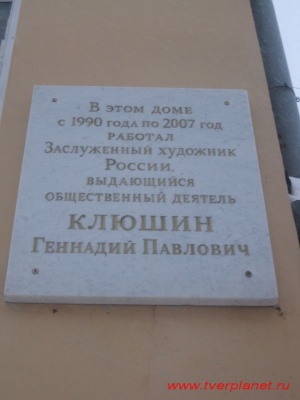 В ЭТОМ ДОМЕ
С 1990 ГОДА ПО 2007 ГОД
РАБОТАЛ
ЗАСЛУЖЕННЫЙ ХУДОЖНИК
РОССИИ,
ВЫДАЮЩИЙСЯ
ОБЩЕСТВЕННЫЙ ДЕЯТЕЛЬ
КЛЮШИН
ГЕННАДИЙ ПАВЛОВИЧ
www.tverplanet.ru